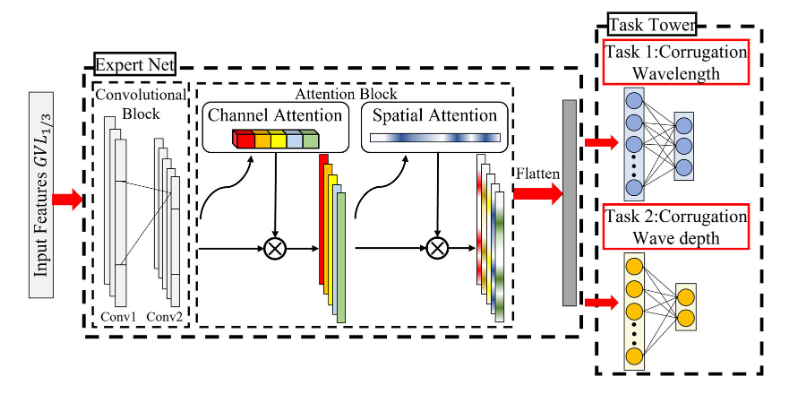 Input Features GVL1/3
Expert Net
Convolutional
Block
Conv1
Conv2
Attention Block
Channel Attention
Spatial Attention
Flatten
Task Tower
Task 1:Corrugation
Wavelength
Task 2:Corrugation
Wave depth